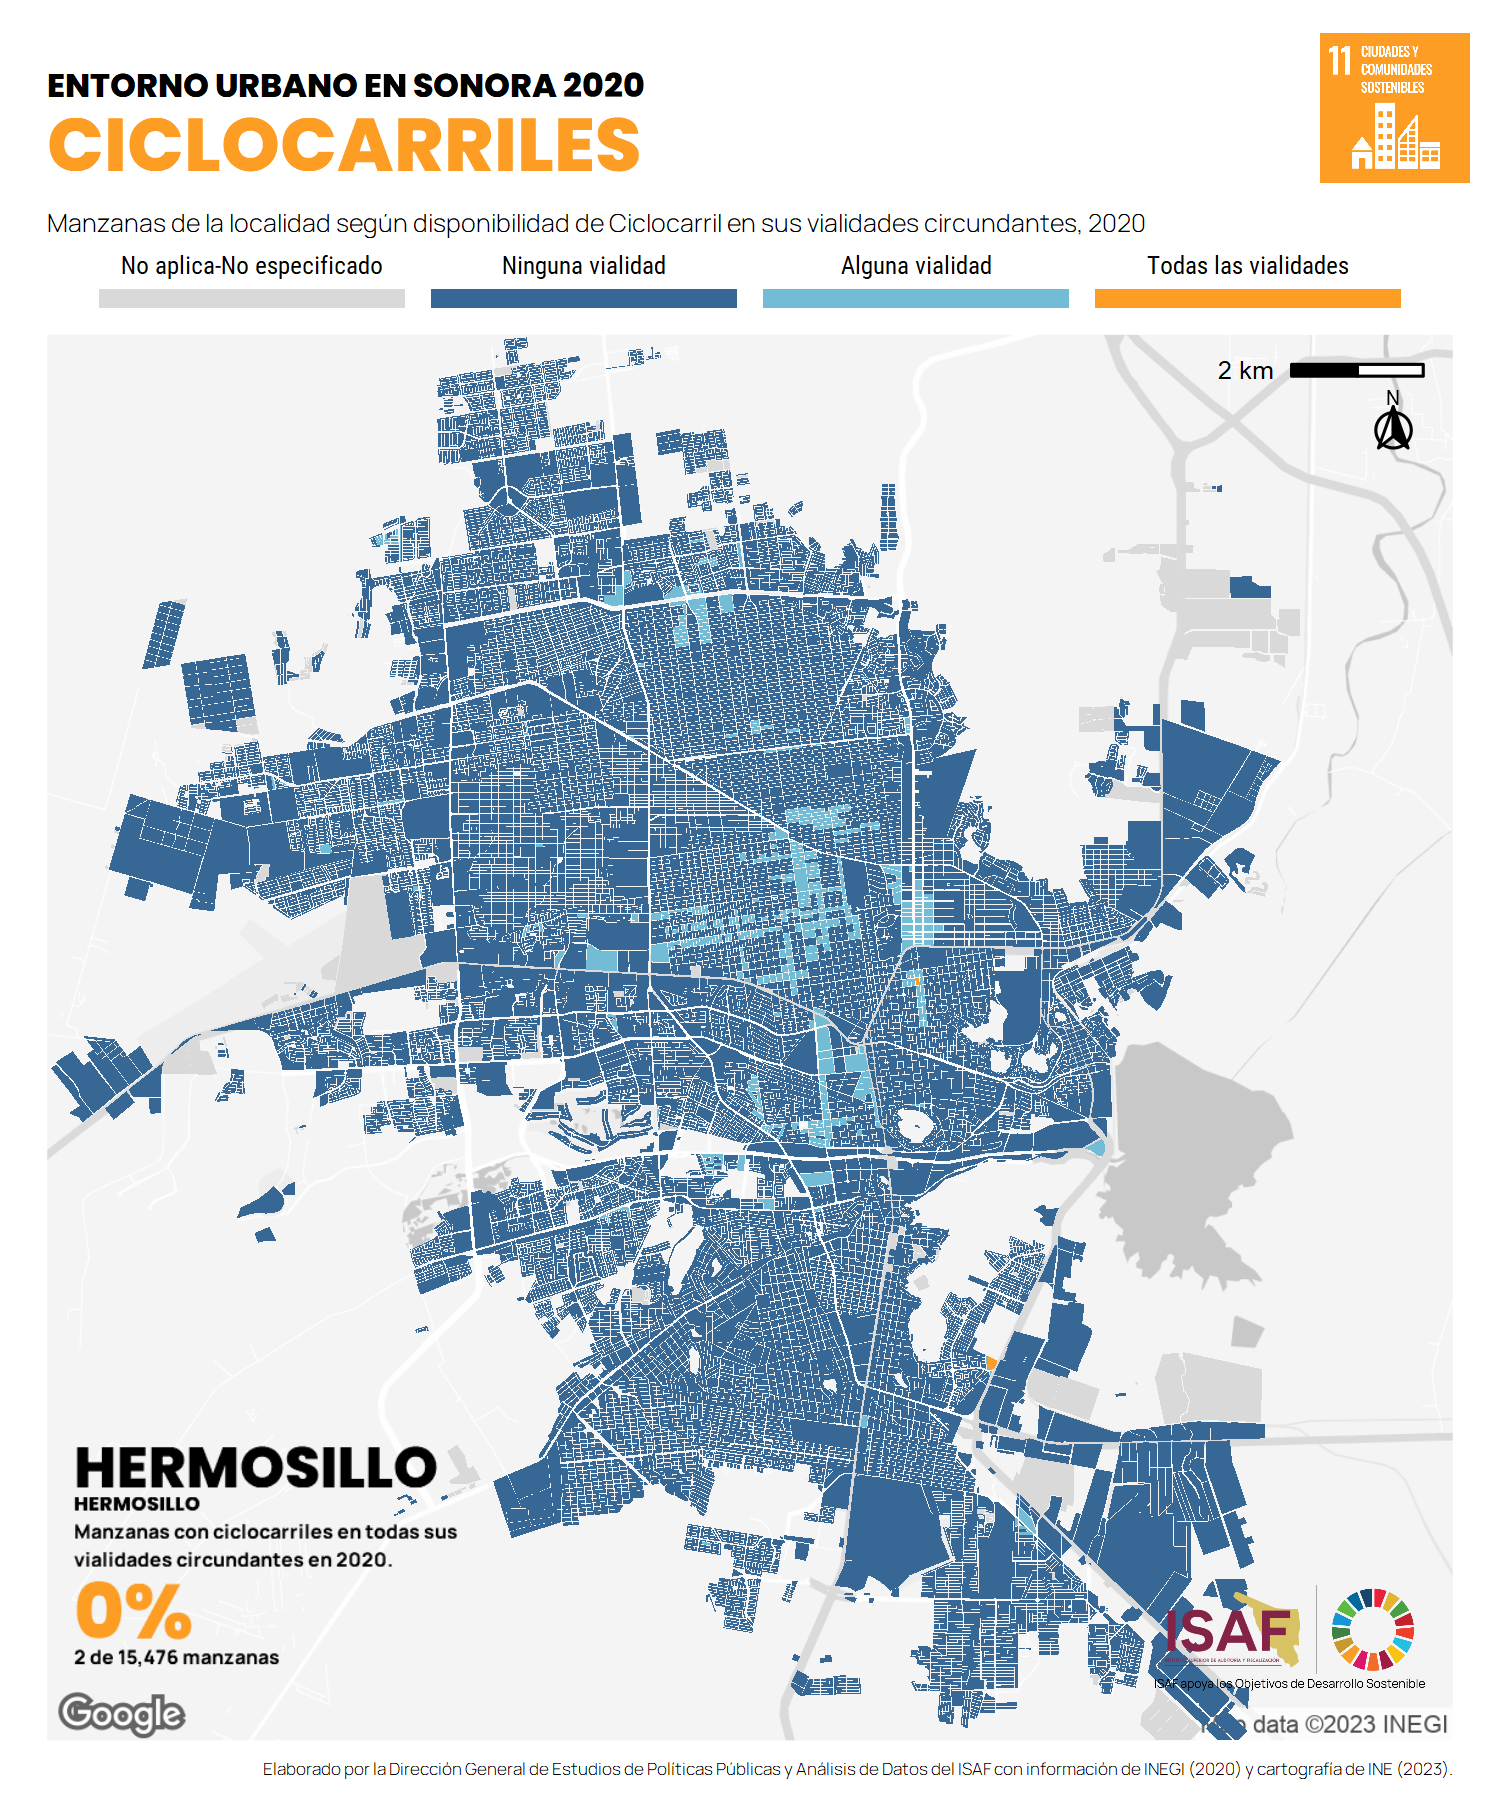 ENTORNO URBANO EN SONORA 2020
CICLOCARRILES
11 CIUDADES Y
COMUNIDADES
SOSTENIBLES
Manzanas de la localidad según disponibilidad de Ciclocarril en sus vialidades circundantes, 2020
No aplica-No especificado Ninguna vialidad Alguna vialidad Todas las vialidades
2 km
N
HERMOSILLO
HERMOSILLO
Manzanas con ciclocarriles en todas sus
vialidades circundantes en 2020.
0%
2 de 15,476 manzanas
ISAF
ISAF apoya los Objetivos de Desarrollo Sostenible
Google
data ©2023 INEGI
Elaborado por la Dirección General de Estudios de Políticas Públicas y Análisis de Datos del ISAF con información de INEGI (2020) y cartografía de INE (2023).